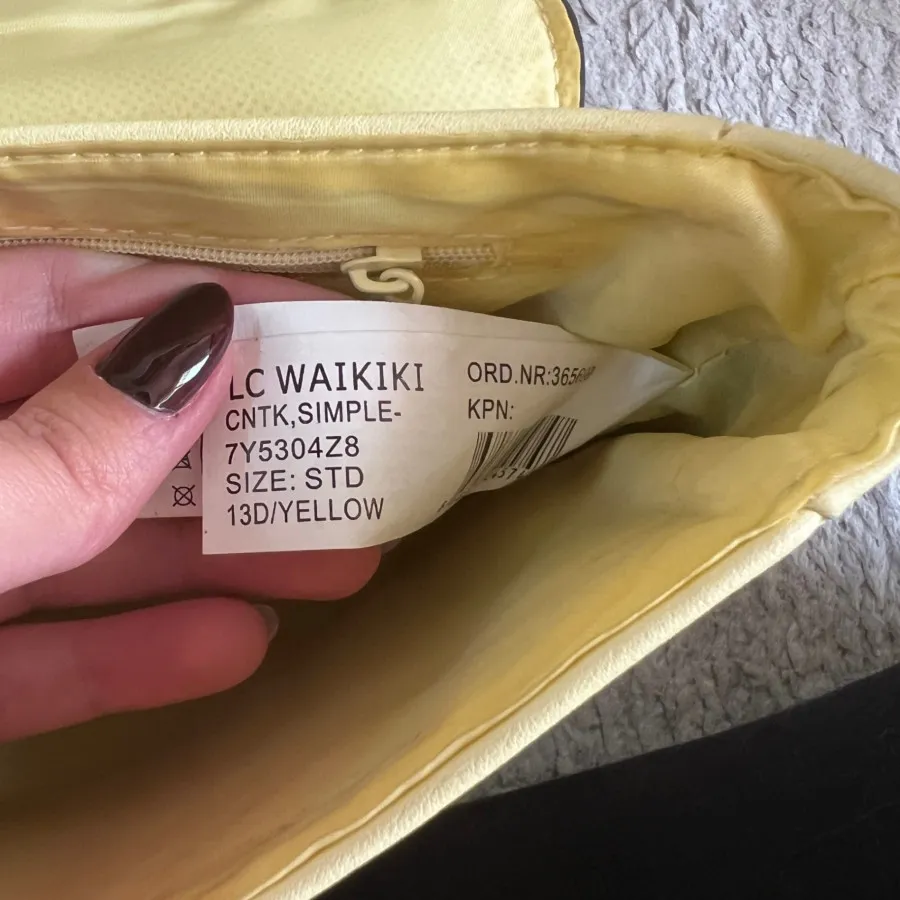 LC WAIKIKI
CNTK,SIMPLE-
7Y5304Z8
SIZE: STD
13D/YELLOW
ORD.NR:
KPN: